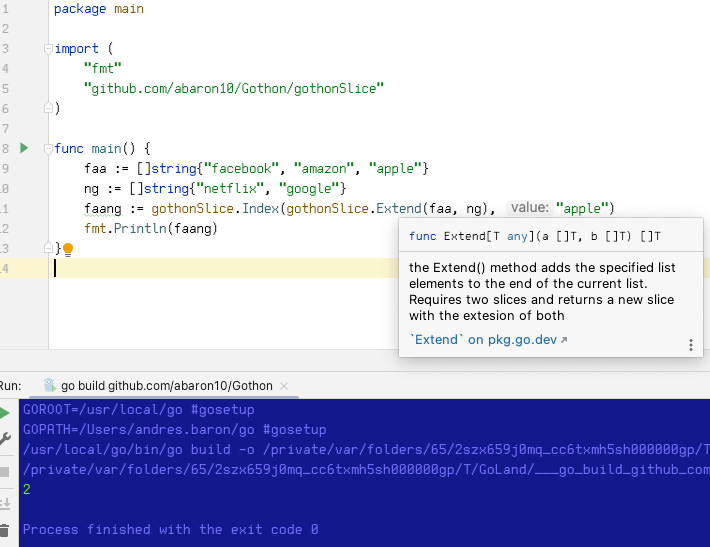 1 package main
2
3 import (
4 "fmt"
5 "github.com/abaron10/Gothon/gothonSlice"
6 )
7
8 func main() {
9 faa := []string{"facebook", "amazon", "apple"}
10 ng := []string{"netflix", "google"}
11 faang := gothonSlice.Index(gothonSlice.Extend(faa, ng), value: "apple")
12 fmt.Println(faang)
13 }
14
func Extend[T any](a []T, b []T) []T
the Extend() method adds the specified list
elements to the end of the current list.
Requires two slices and returns a new slice
with the extesion of both
`Extend` on pkg.go.dev
Run: go build github.com/abaron10/Gothon
GOROOT=/usr/local/go #gosetup
GOPATH=/Users/andres.baron/go #gosetup
/usr/local/go/bin/go build -o /private/var/folders/65/2szx659j0mq_cc6txmh5sh000000gp/T
/private/var/folders/65/2szx659j0mq_cc6txmh5sh000000gp/T/GoLand/___go_build_github_com
2
Process finished with the exit code 0